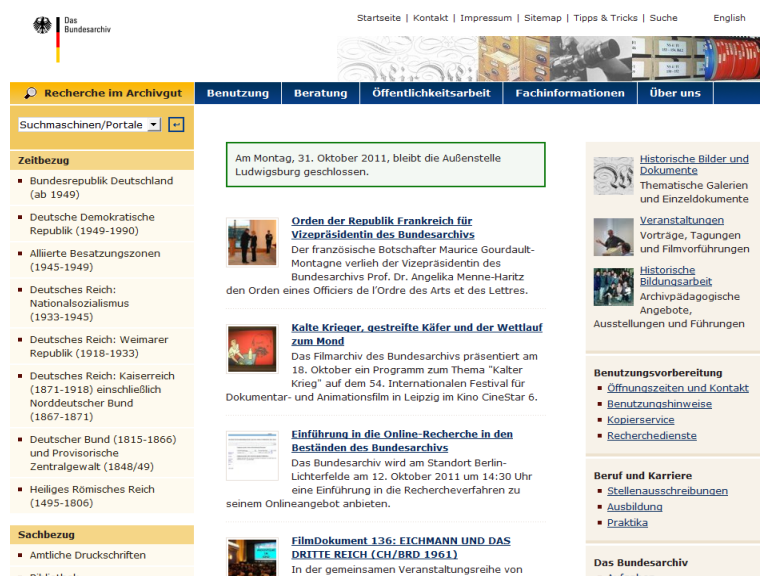 Das
Bundesarchiv
Startseite | Kontakt | Impressum | Sitemap | Tipps & Tricks | Suche
English
Recherche im Archivgut
Benutzung
Beratung
Öffentlichkeitsarbeit
Fachinformationen
Über uns
Suchmaschinen/Portale
Zeitbezug
Bundesrepublik Deutschland
(ab 1949)
Deutsche Demokratische
Republik (1949-1990)
Alliierte Besatzungszonen
(1945-1949)
Deutsches Reich:
Nationalsozialismus
(1933-1945)
Deutsches Reich: Weimarer
Republik (1918-1933)
Deutsches Reich: Kaiserreich
(1871-1918) einschließlich
Norddeutscher Bund
(1867-1871)
Deutscher Bund (1815-1866)
und Provisorische
Zentralgewalt (1848/49)
Heiliges Römisches Reich
(1495-1806)
Sachbezug
Amtliche Druckschriften
Am Montag, 31. Oktober 2011, bleibt die Außenstelle
Ludwigsburg geschlossen.
Orden der Republik Frankreich für
Vizepräsidentin des Bundesarchivs
Der französische Botschafter Maurice Gourdault-
Montagne verlieh der Vizepräsidentin des
Bundesarchivs Prof. Dr. Angelika Menne-Haritz
den Orden eines Officiers de l'Ordre des Arts et des Lettres.
Kalte Krieger, gestreifte Käfer und der Wettlauf
zum Mond
Das Filmarchiv des Bundesarchivs präsentiert am
18. Oktober ein Programm zum Thema "Kalter
Krieg" auf dem 54. Internationalen Festival für
Dokumentar- und Animationsfilm in Leipzig im Kino CineStar 6.
Einführung in die Online-Recherche in den
Beständen des Bundesarchivs
Das Bundesarchiv wird am Standort Berlin-
Lichterfelde am 12. Oktober 2011 um 14:30 Uhr
eine Einführung in die Rechercheverfahren zu
seinem Onlineangebot anbieten.
FilmDokument 136: EICHMANN UND DAS
DRITTE REICH (CH/BRD 1961)
In der gemeinsamen Veranstaltungsreihe von
Historische Bilder und
Dokumente
Thematische Galerien
und Einzeldokumente
Veranstaltungen
Vorträge, Tagungen
und Filmvorführungen
Historische
Bildungsarbeit
Archivpädagogische
Angebote,
Ausstellungen und Führungen
Benutzungsvorbereitung
Öffnungszeiten und Kontakt
Benutzungshinweise
Kopierservice
Recherchedienste
Beruf und Karriere
Stellenausschreibungen
Ausbildung
Praktika
Das Bundesarchiv